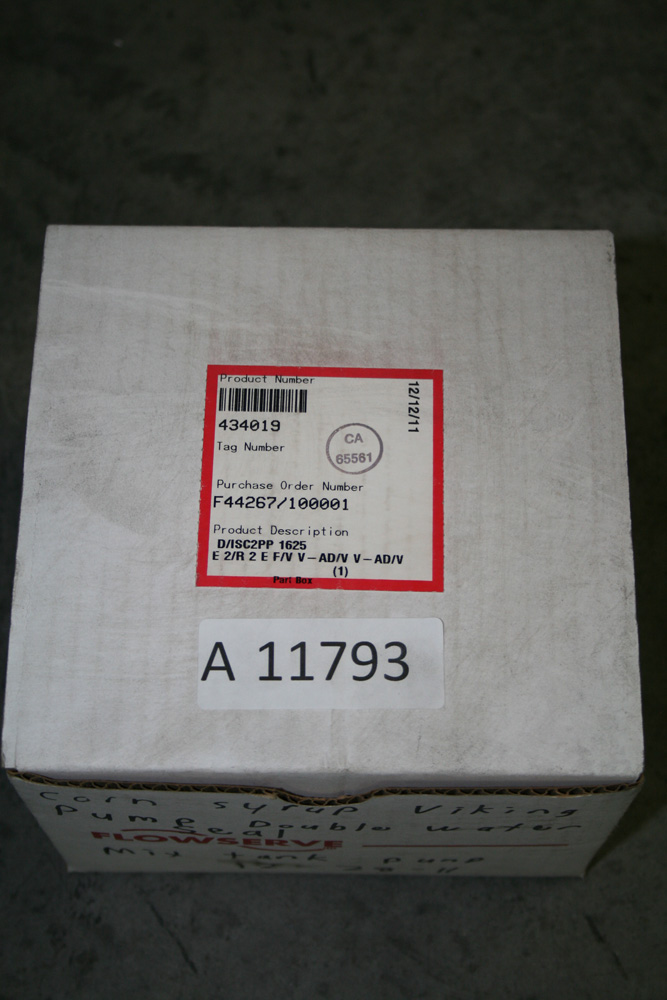 Product Number
12/12/11
434019
CA
65561
Tag Number
Purchase Order Number
F44267/100001
Product Description
D/ISC2PP 1625
E 2/R 2 E F/V V-AD/V V-AD/V
(1)
Part Box
A 11793
Corn Syrup Viking
Pump Double water
Seal
FLOWSERVE
Mix tank pump